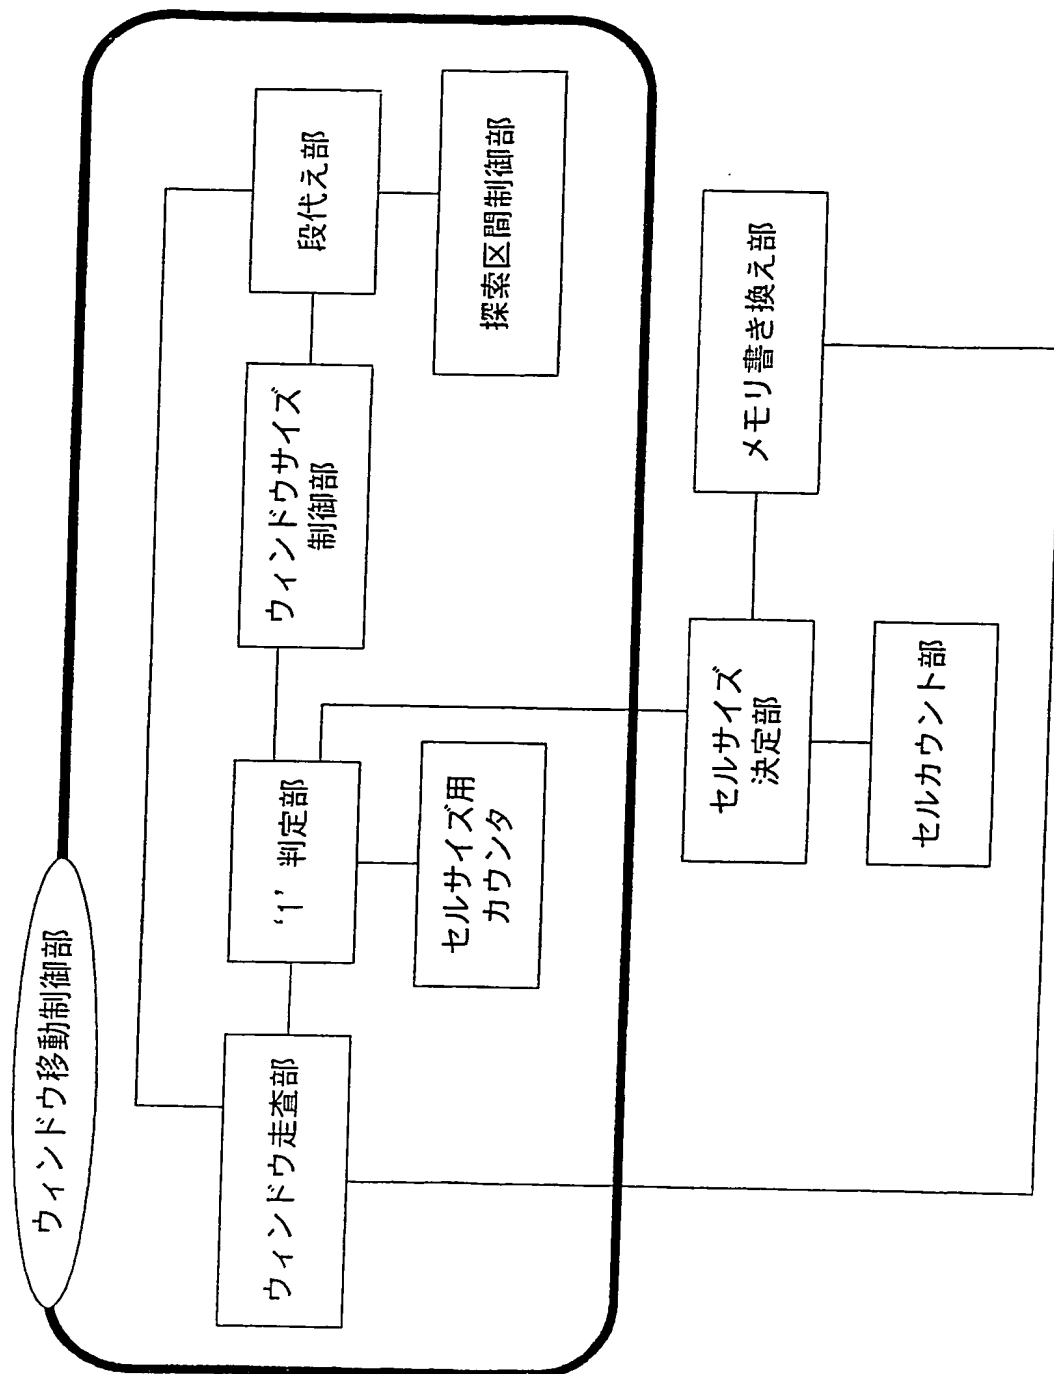 ウィンドウ移動制御部
ウィンドウ走査部
‘1’ 判定部
ウィンドウサイズ
制御部
段代え部
セルサイズ用
カウンタ
探索区間制御部
セルサイズ
決定部
メモリ書き換え部
セルカウント部